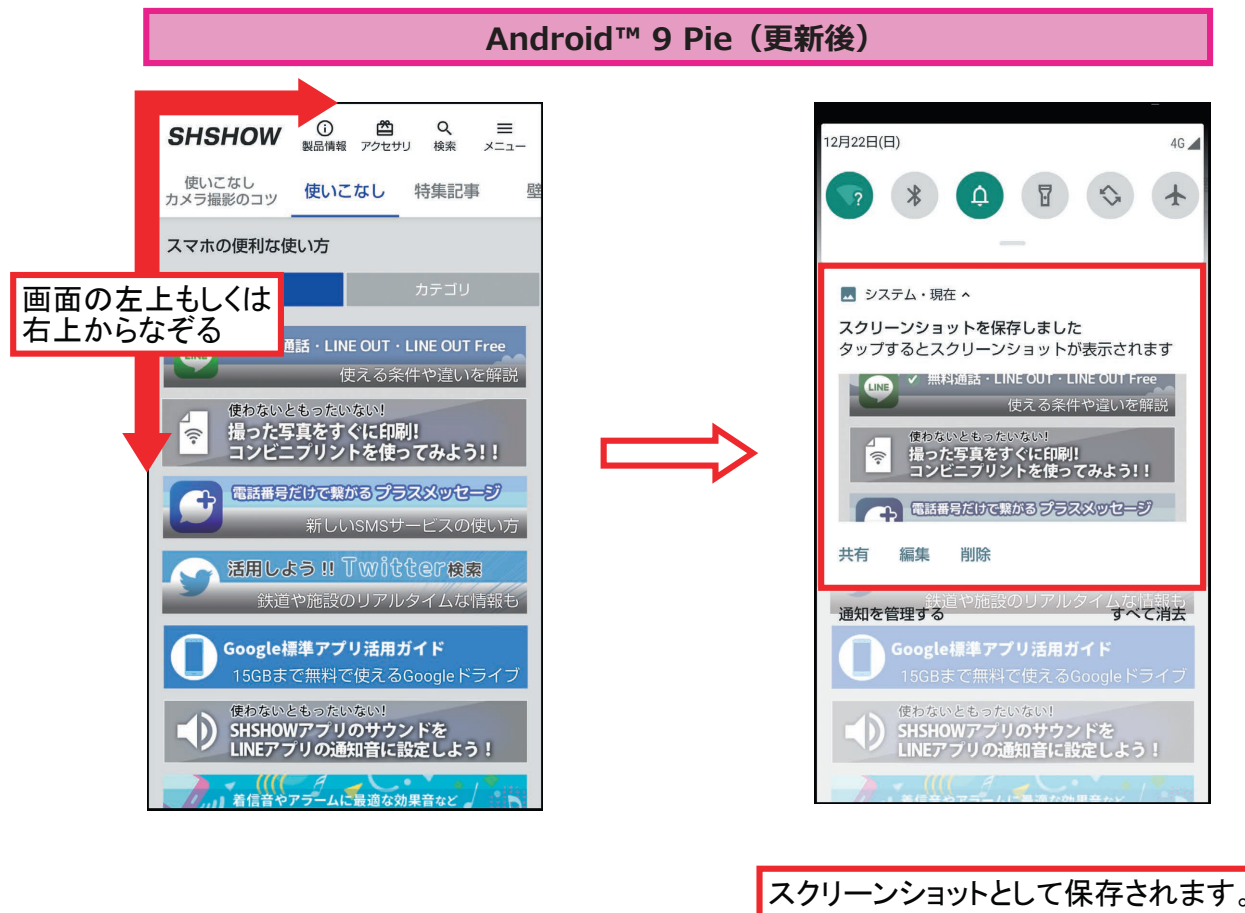 Android™ 9 Pie（更新後）
SHSHOW
製品情報 アクセサリ 検索 メニュー
使いこなし
カメラ撮影のコツ
使いこなし 特集記事 壁
スマホの便利な使い方
カテゴリ
画面の左上もしくは
右上からなぞる
通話・LINE OUT・LINE OUT Free
使える条件や違いを解説
使わないともったいない!
撮った写真をすぐに印刷!
コンビニプリントを使ってみよう!!
電話番号だけで繋がるプラスメッセージ
新しいSMSサービスの使い方
活用しよう!! Twitter検索
鉄道や施設のリアルタイムな情報も
Google標準アプリ活用ガイド
15GBまで無料で使えるGoogleドライブ
使わないともったいない!
SHSHOWアプリのサウンドを
LINEアプリの通知音に設定しよう！
着信音やアラームに最適な効果音など
12月22日(日) 4G
システム・現在
スクリーンショットを保存しました
タップするとスクリーンショットが表示されます
LINE
✓ 無料通話・LINE OUT・LINE OUT Free
使える条件や違いを解説
使わないともったいない!
撮った写真をすぐに印刷!
コンビニプリントを使ってみよう!!
電話番号だけで繋がるプラスメッセージ
共有 編集 削除
鉄道や施設のリアルタイムな情報も
通知を管理する すべて消去
Google標準アプリ活用ガイド
15GBまで無料で使えるGoogleドライブ
使わないともったいない!
SHSHOWアプリのサウンドを
LINEアプリの通知音に設定しよう！
着信音やアラームに最適な効果音など
スクリーンショットとして保存されます。